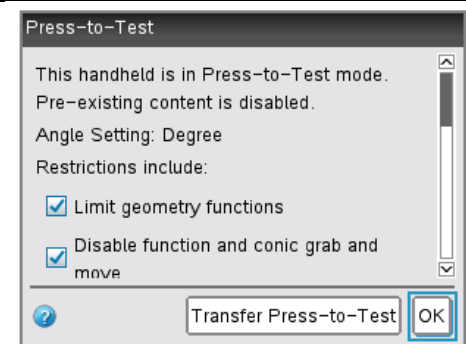 Press-to-Test
This handheld is in Press-to-Test mode.
Pre-existing content is disabled.
Angle Setting: Degree
Restrictions include:
Limit geometry functions
Disable function and conic grab and
move
?
Transfer Press-to-Test
OK